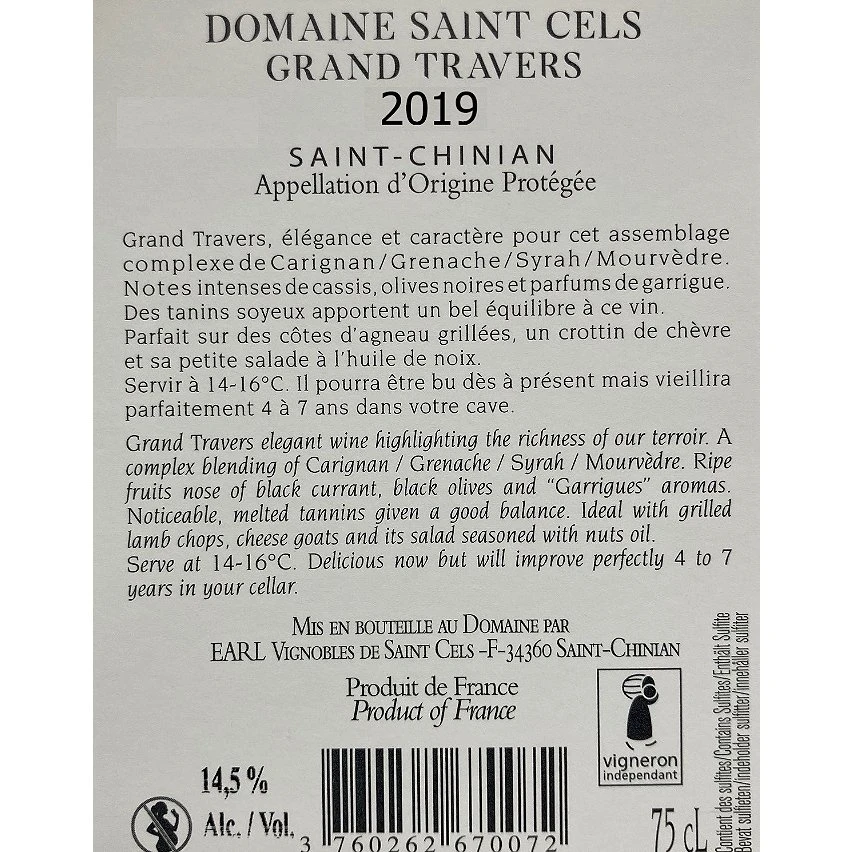 DOMAINE SAINT CELS
GRAND TRAVERS
2019
SAINT-CHINIAN
Appellation d'Origine Protégée
Grand Travers, élégance et caractère pour cet assemblage
complexe de Carignan/Grenache/Syrah/Mourvèdre.
Notes intenses de cassis, olives noires et parfums de garrigue.
Des tanins soyeux apportent un bel équilibre à ce vin.
Parfait sur des côtes d'agneau grillées, un crottin de chèvre
et sa petite salade à l'huile de noix.
Servir à 14-16°C. Il pourra être bu dès à présent mais vieillira
parfaitement 4 à 7 ans dans votre cave.
Grand Travers elegant wine highlighting the richness of our terroir. A
complex blending of Carignan / Grenache / Syrah / Mourvèdre. Ripe
fruits nose of black currant, black olives and "Garrigues" aromas.
Noticeable, melted tannins given a good balance. Ideal with grilled
lamb chops, cheese goats and its salad seasoned with nuts oil.
Serve at 14-16°C. Delicious now but will improve perfectly 4 to 7
years in your cellar.
MIS EN BOUTEILLE AU DOMAINE PAR
EARL VIGNOBLES DE SAINT CELS -F-34360 SAINT-CHINIAN
Produit de France
Product of France
vigneron
indépendant
14,5 %
Alc. / Vol.
3 760262 670072
75 cL
Contient des sulfites/Contains Sulfites/Enthält Sulfite
Bevat sulfieten/indeholder sulfitter/innehåller sulfiter